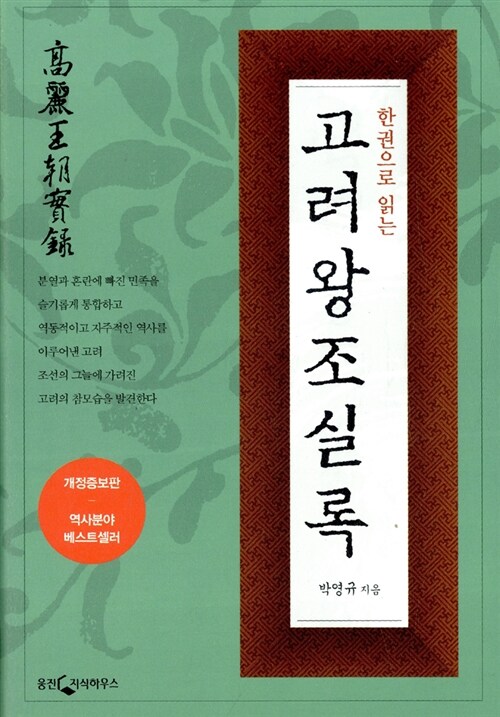 高麗王朝實録
분열과 혼란에 빠진 민족을
슬기롭게 통합하고
역동적이고 자주적인 역사를
이루어낸 고려
조선의 그늘에 가려진
고려의 참모습을 발견한다
개정증보판
역사분야
베스트셀러
한권으로 읽는
고려왕조실록
박영규 지음
웅진 지식하우스